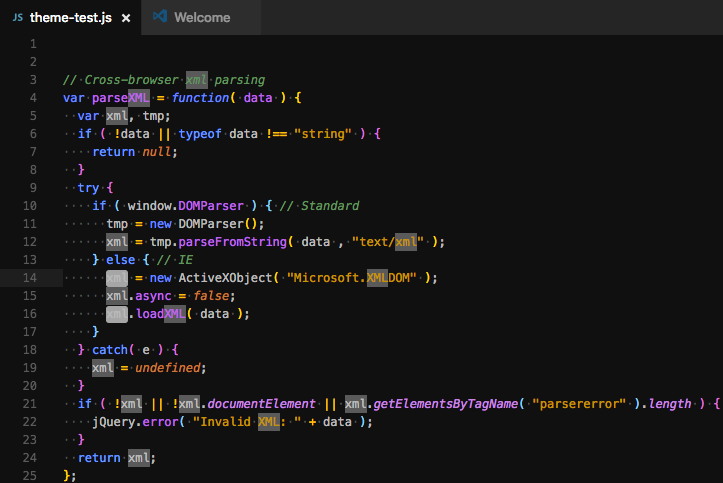 JS theme-test.js × Welcome
1
2
3 // Cross-browser xml parsing
4 var parseXML = function( data ) {
5   var xml, tmp;
6   if ( !data || typeof data !== "string" ) {
7     return null;
8   }
9   try {
10     if ( window.DOMParser ) { // Standard
11       tmp = new DOMParser();
12       xml = tmp.parseFromString( data , "text/xml" );
13     } else { // IE
14       xml = new ActiveXObject( "Microsoft.XMLDOM" );
15       xml.async = false;
16       xml.loadXML( data );
17     }
18   } catch( e ) {
19     xml = undefined;
20   }
21   if ( !xml || !xml.documentElement || xml.getElementsByTagName( "parsererror" ).length ) {
22     jQuery.error( "Invalid XML: " + data );
23   }
24   return xml;
25 };